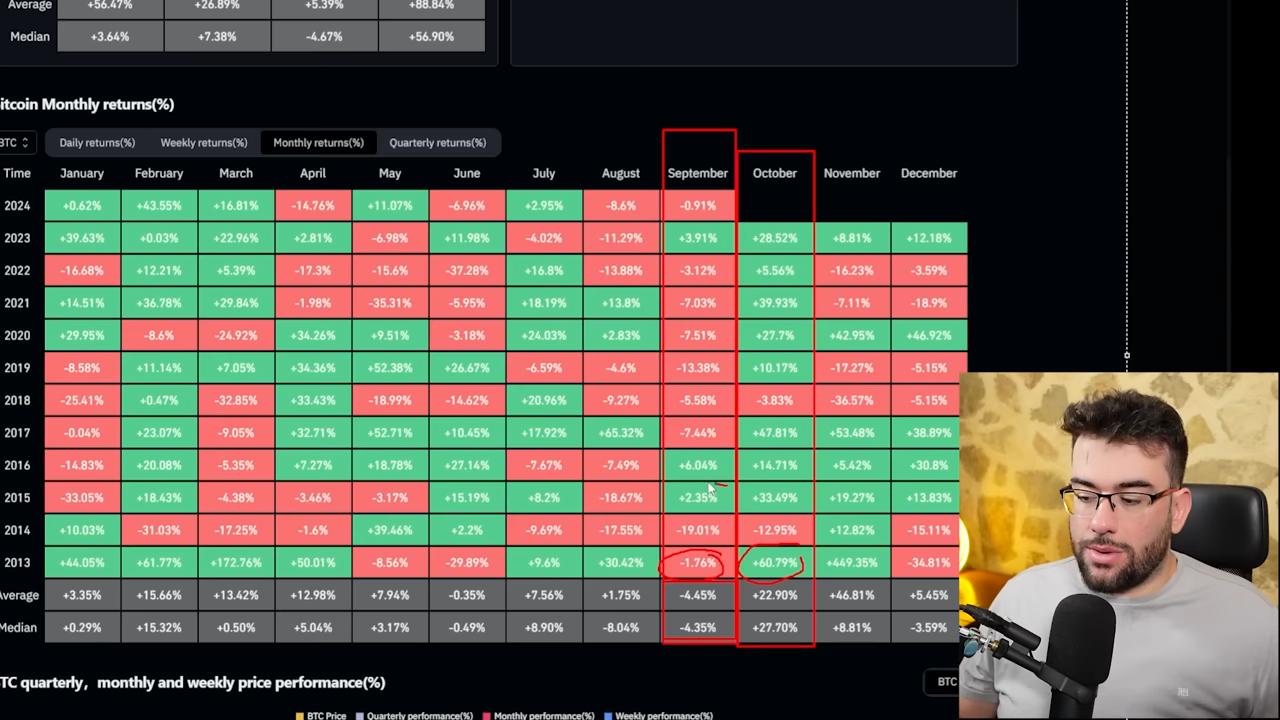 Average +56.47% +26.89% +5.39% +88.84%
Median +3.64% +7.38% -4.67% +56.90%
itcoin Monthly returns(%)
BTC Daily returns(%) Weekly returns(%) Monthly returns(%) Quarterly returns(%)
Time January February March April May June July August September October November December
2024 +0.62% +43.55% +16.81% -14.76% +11.07% -6.96% +2.95% -8.6% -0.91%
2023 +39.63% +0.03% +22.96% +2.81% -6.98% +11.98% -4.02% -11.29% +3.91% +28.52% +8.81% +12.18%
2022 -16.68% +12.21% +5.39% -17.3% -15.6% -37.28% +16.8% -13.88% -3.12% +5.56% -16.23% -3.59%
2021 +14.51% +36.78% +29.84% -1.98% -35.31% -5.95% +18.19% +13.8% -7.03% +39.93% -7.11% -18.9%
2020 +29.95% -8.6% -24.92% +34.26% +9.51% -3.18% +24.03% +2.83% -7.51% +27.7% +42.95% +46.92%
2019 -8.58% +11.14% +7.05% +34.36% +52.38% +26.67% -6.59% -4.6% -13.38% +10.17% -17.27% -5.15%
2018 -25.41% +0.47% -32.85% +33.43% -18.99% -14.62% +20.96% -9.27% -5.58% -3.83% -36.57% -5.15%
2017 -0.04% +23.07% -9.05% +32.71% +52.71% +10.45% +17.92% +65.32% -7.44% +47.81% +53.48% +38.89%
2016 -14.83% +20.08% -5.35% +7.27% +18.78% +27.14% -7.67% -7.49% +6.04% +14.71% +5.42% +30.8%
2015 -33.05% +18.43% -4.38% -3.46% -3.17% +15.19% +8.2% -18.67% +2.35% +33.49% +19.27% +13.83%
2014 +10.03% -31.03% -17.25% -1.6% +39.46% +2.2% -9.69% -17.55% -19.01% -12.95% +12.82% -15.11%
2013 +44.05% +61.77% +172.76% +50.01% -8.56% -29.89% +9.6% +30.42% -1.76% +60.79% +449.35% -34.81%
Average +3.35% +15.66% +13.42% +12.98% +7.94% -0.35% +7.56% +1.75% -4.45% +22.90% +46.81% +5.45%
Median +0.29% +15.32% +0.50% +5.04% +3.17% -0.49% +8.90% -8.04% -4.35% +27.70% +8.81% -3.59%
TC quarterly, monthly and weekly price performance(%) BTC
BTC Price Quarterly performance(%) Monthly performance(%) Weekly performance(%)